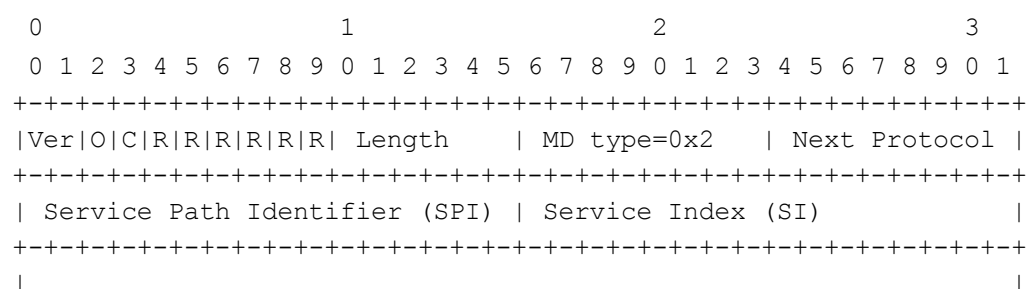 0                   1                   2                   3
 0 1 2 3 4 5 6 7 8 9 0 1 2 3 4 5 6 7 8 9 0 1 2 3 4 5 6 7 8 9 0 1
+-+-+-+-+-+-+-+-+-+-+-+-+-+-+-+-+-+-+-+-+-+-+-+-+-+-+-+-+-+-+-+-+
|Ver|O|C|R|R|R|R|R|R| Length    | MD type=0x2   | Next Protocol |
+-+-+-+-+-+-+-+-+-+-+-+-+-+-+-+-+-+-+-+-+-+-+-+-+-+-+-+-+-+-+-+-+
| Service Path Identifier (SPI) | Service Index (SI)            |
+-+-+-+-+-+-+-+-+-+-+-+-+-+-+-+-+-+-+-+-+-+-+-+-+-+-+-+-+-+-+-+-+
|                                                               |